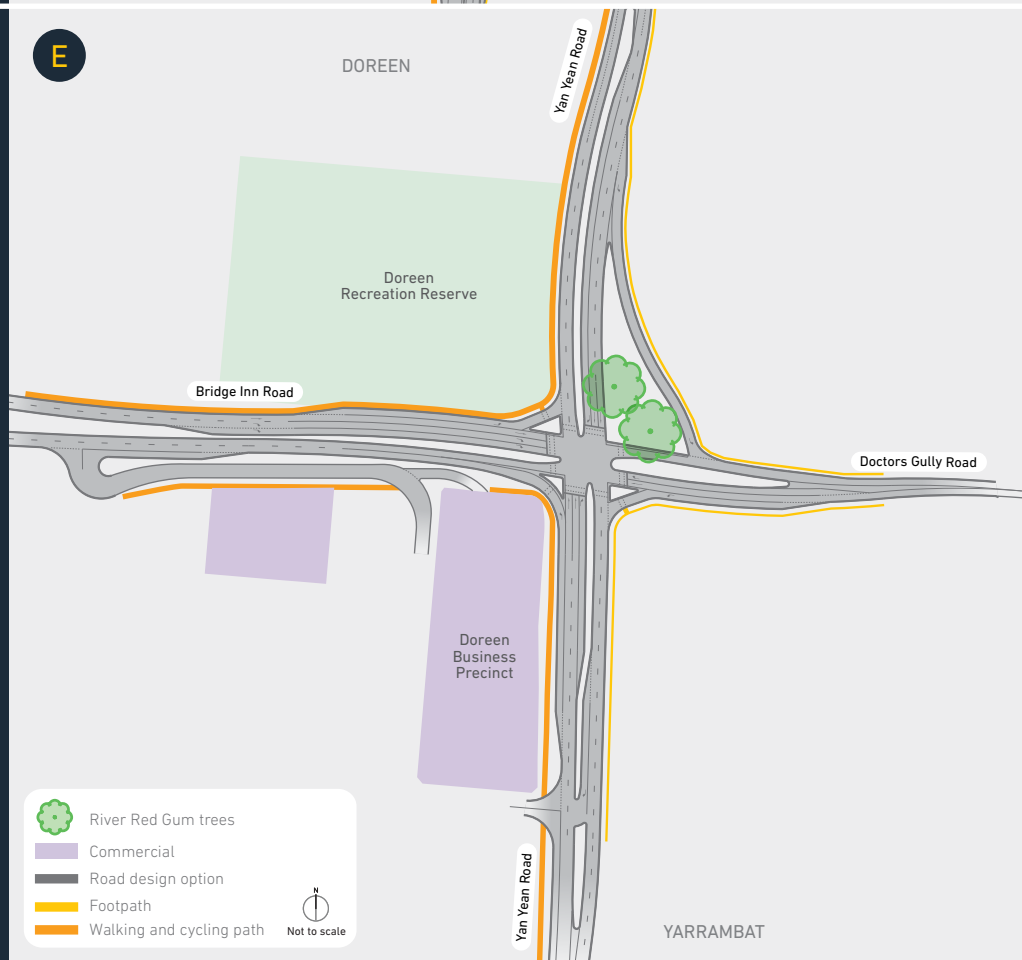 E
DOREEN
Yan Yean Road
Doreen
Recreation Reserve
Bridge Inn Road
Doctors Gully Road
Doreen
Business
Precinct
River Red Gum trees
Commercial
Road design option
Footpath
Walking and cycling path
N
Not to scale
Yan Yean Road
YARRAMBAT